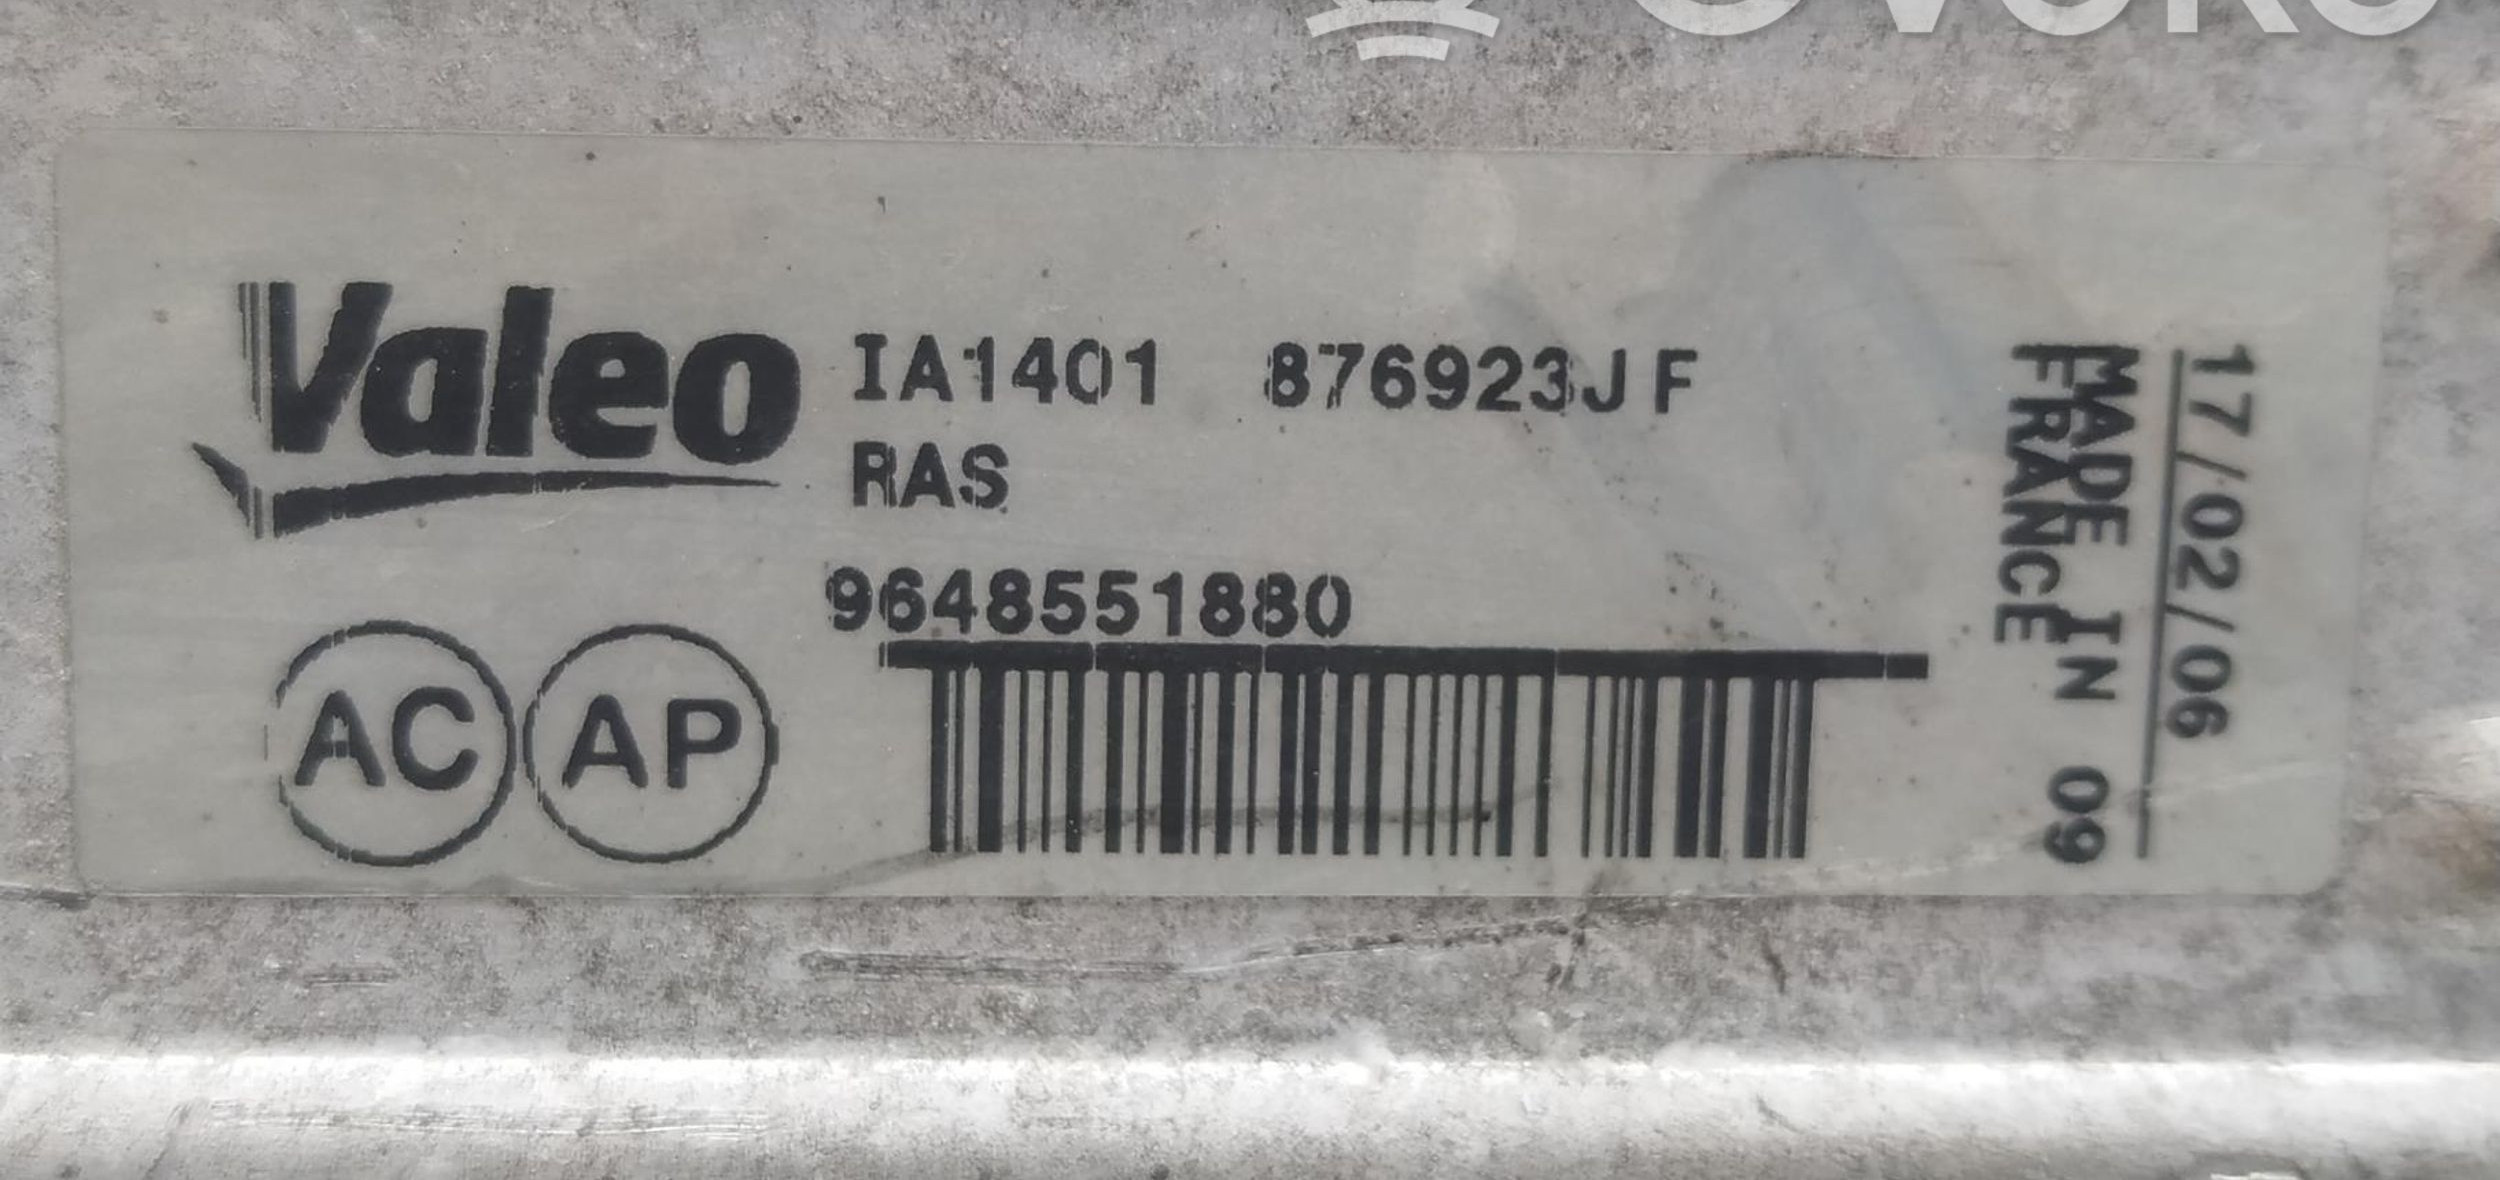 Valeo
IA1401 876923JF
RAS
9648551880
AC AP
17/02/06
MADE IN 09
FRANCE